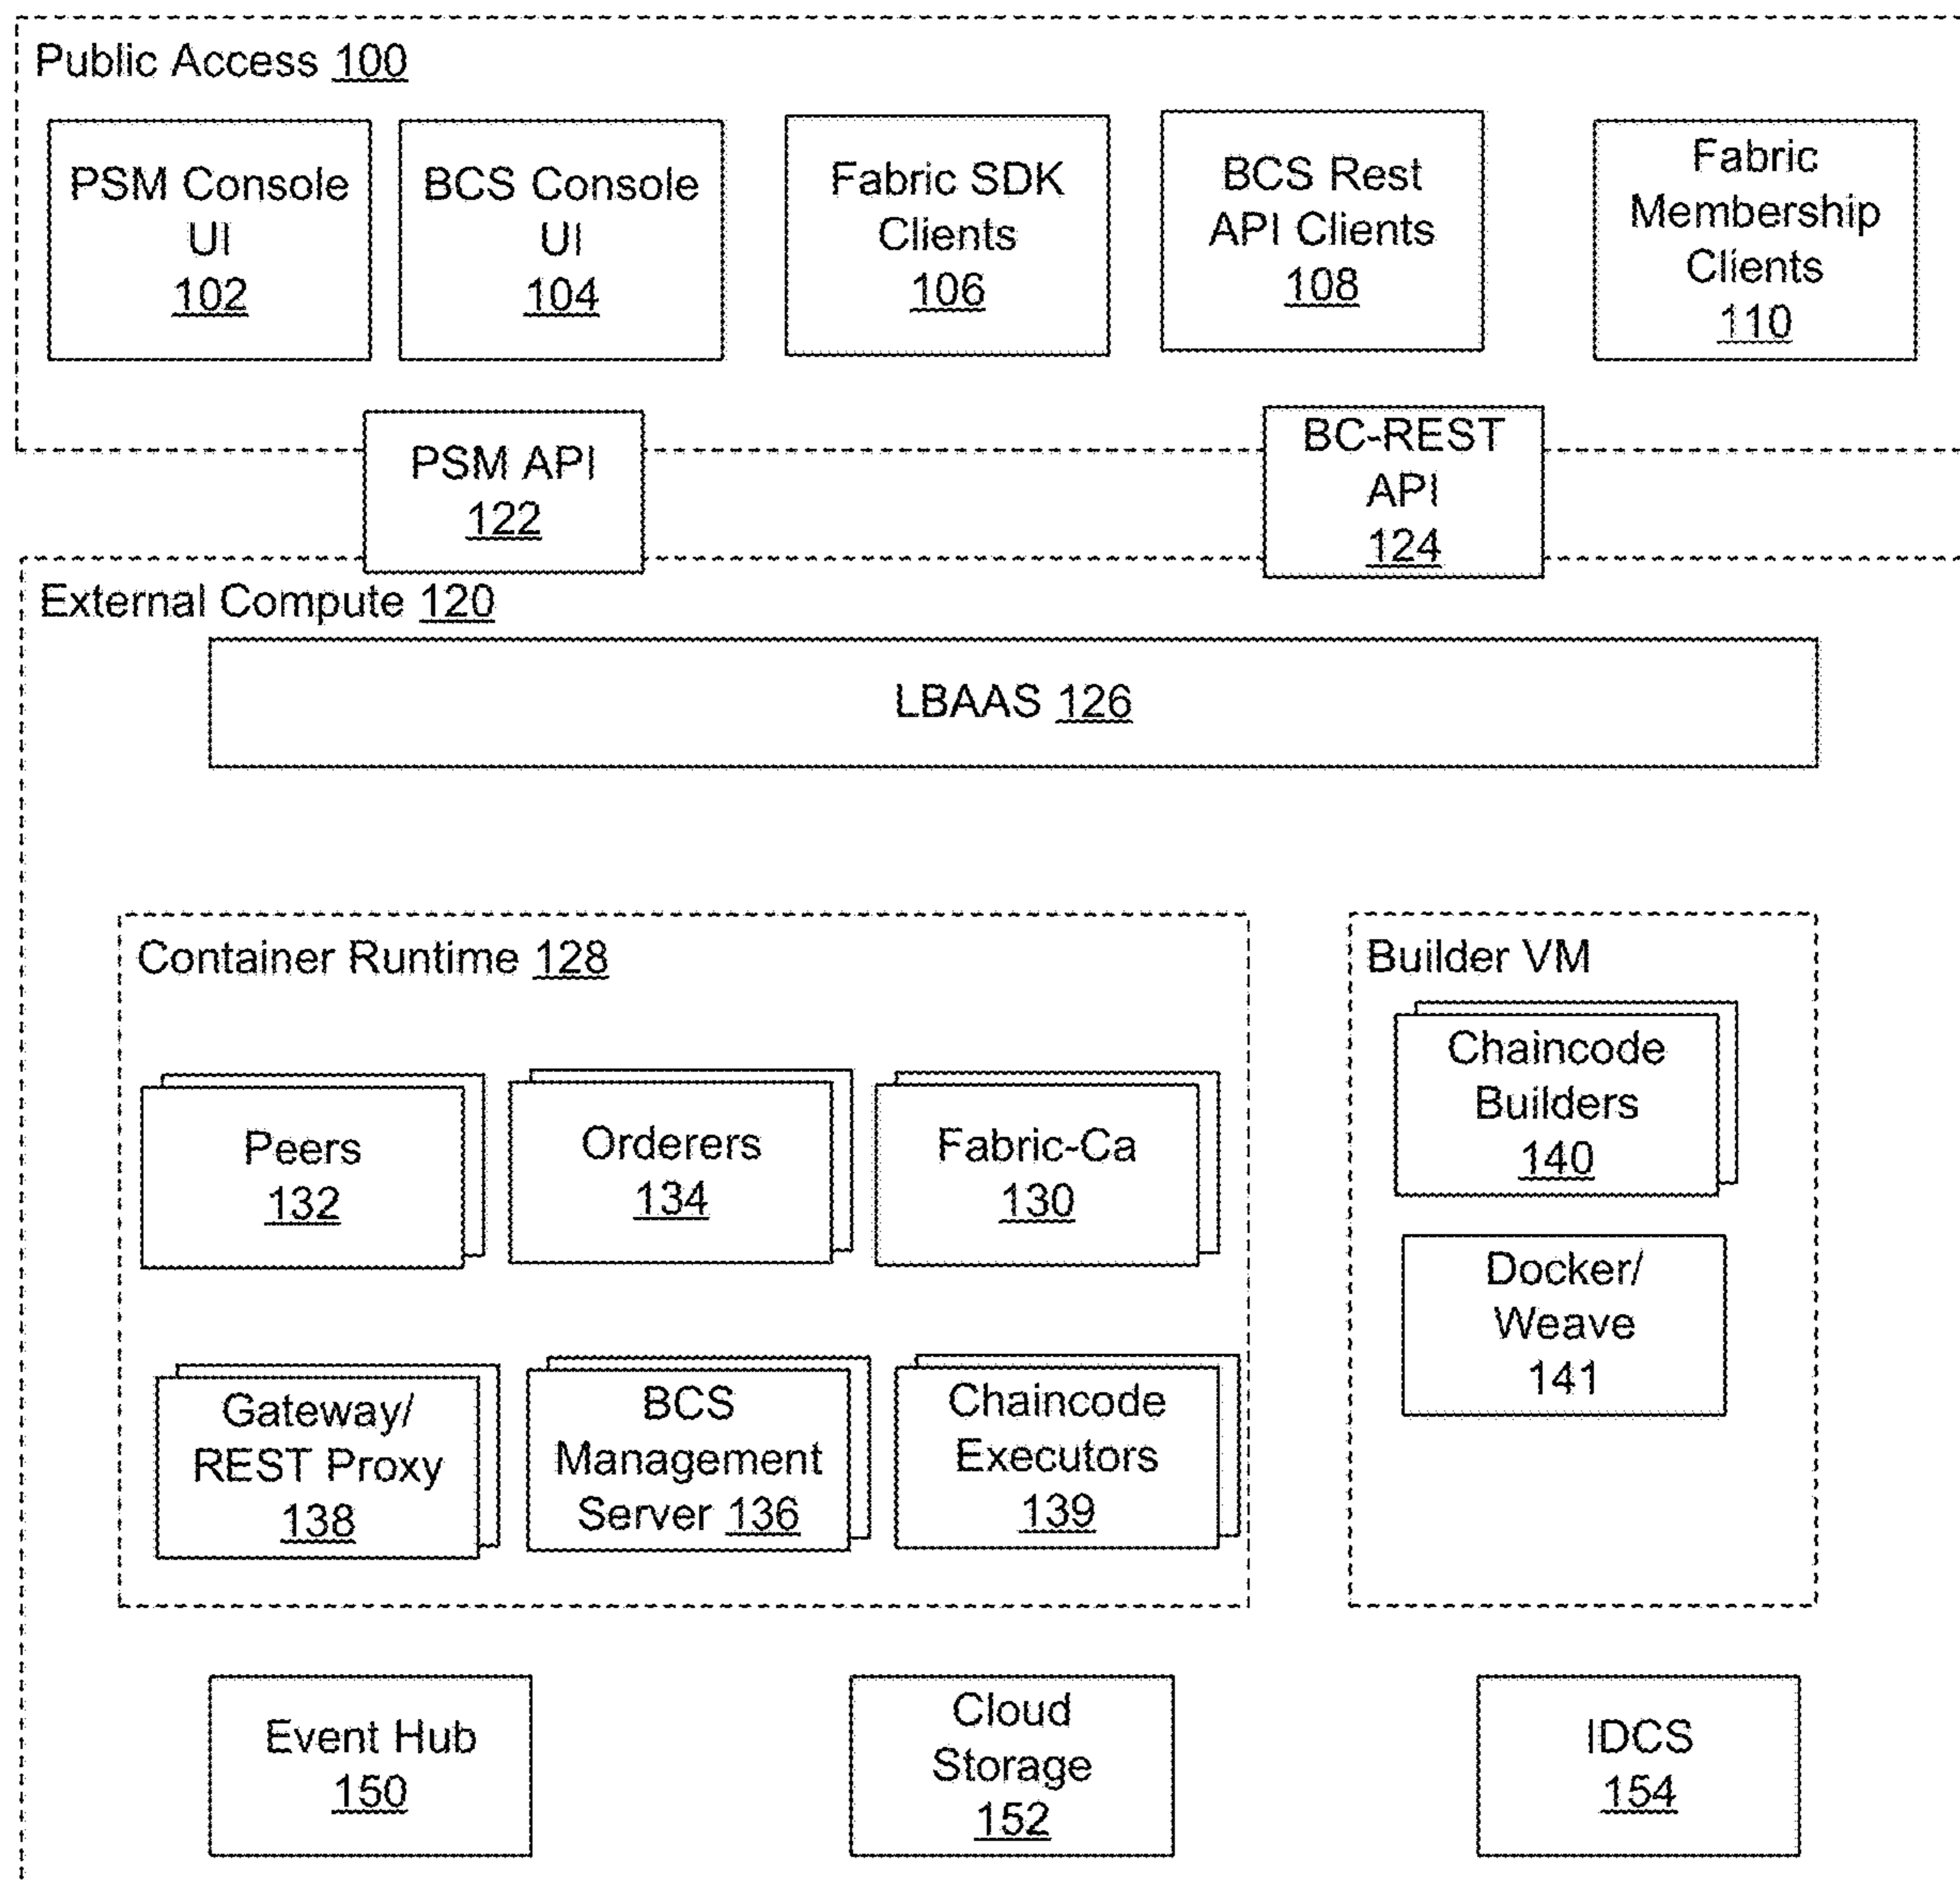 Public Access 100
PSM Console
UI
102
BCS Console
UI
104
Fabric SDK
Clients
106
BCS Rest
API Clients
108
Fabric
Membership
Clients
110
PSM API
122
BC-REST
API
124
External Compute 120
LBAAS 126
Container Runtime 128
Peers
132
Orderers
134
Fabric-Ca
130
Gateway/
REST Proxy
138
BCS
Management
Server 136
Chaincode
Executors
139
Builder VM
Chaincode
Builders
140
Docker/
Weave
141
Event Hub
150
Cloud
Storage
152
IDCS
154